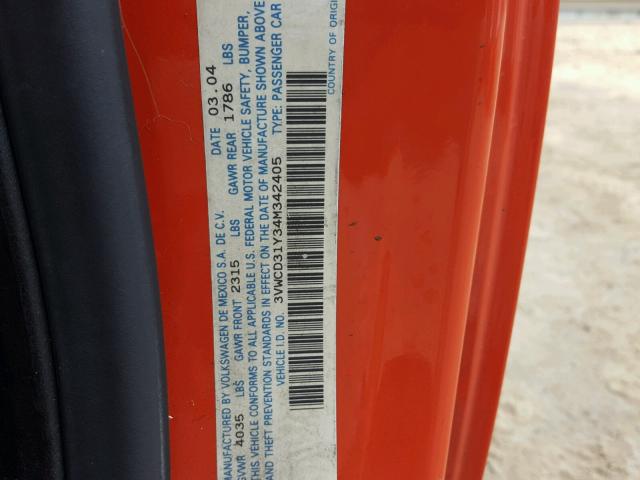 MANUFACTURED BY VOLKSWAGEN DE MEXICO S.A. DE C.V. DATE 03.04
GVWR 4035 LBS GAWR FRONT 2315 LBS GAWR REAR 1786 LBS
THIS VEHICLE CONFORMS TO ALL APPLICABLE U.S. FEDERAL MOTOR VEHICLE SAFETY, BUMPER,
AND THEFT PREVENTION STANDARDS IN EFFECT ON THE DATE OF MANUFACTURE SHOWN ABOVE
VEHICLE I.D. NO. 3VWCD31Y34M342405 TYPE: PASSENGER CAR
COUNTRY OF ORIGI